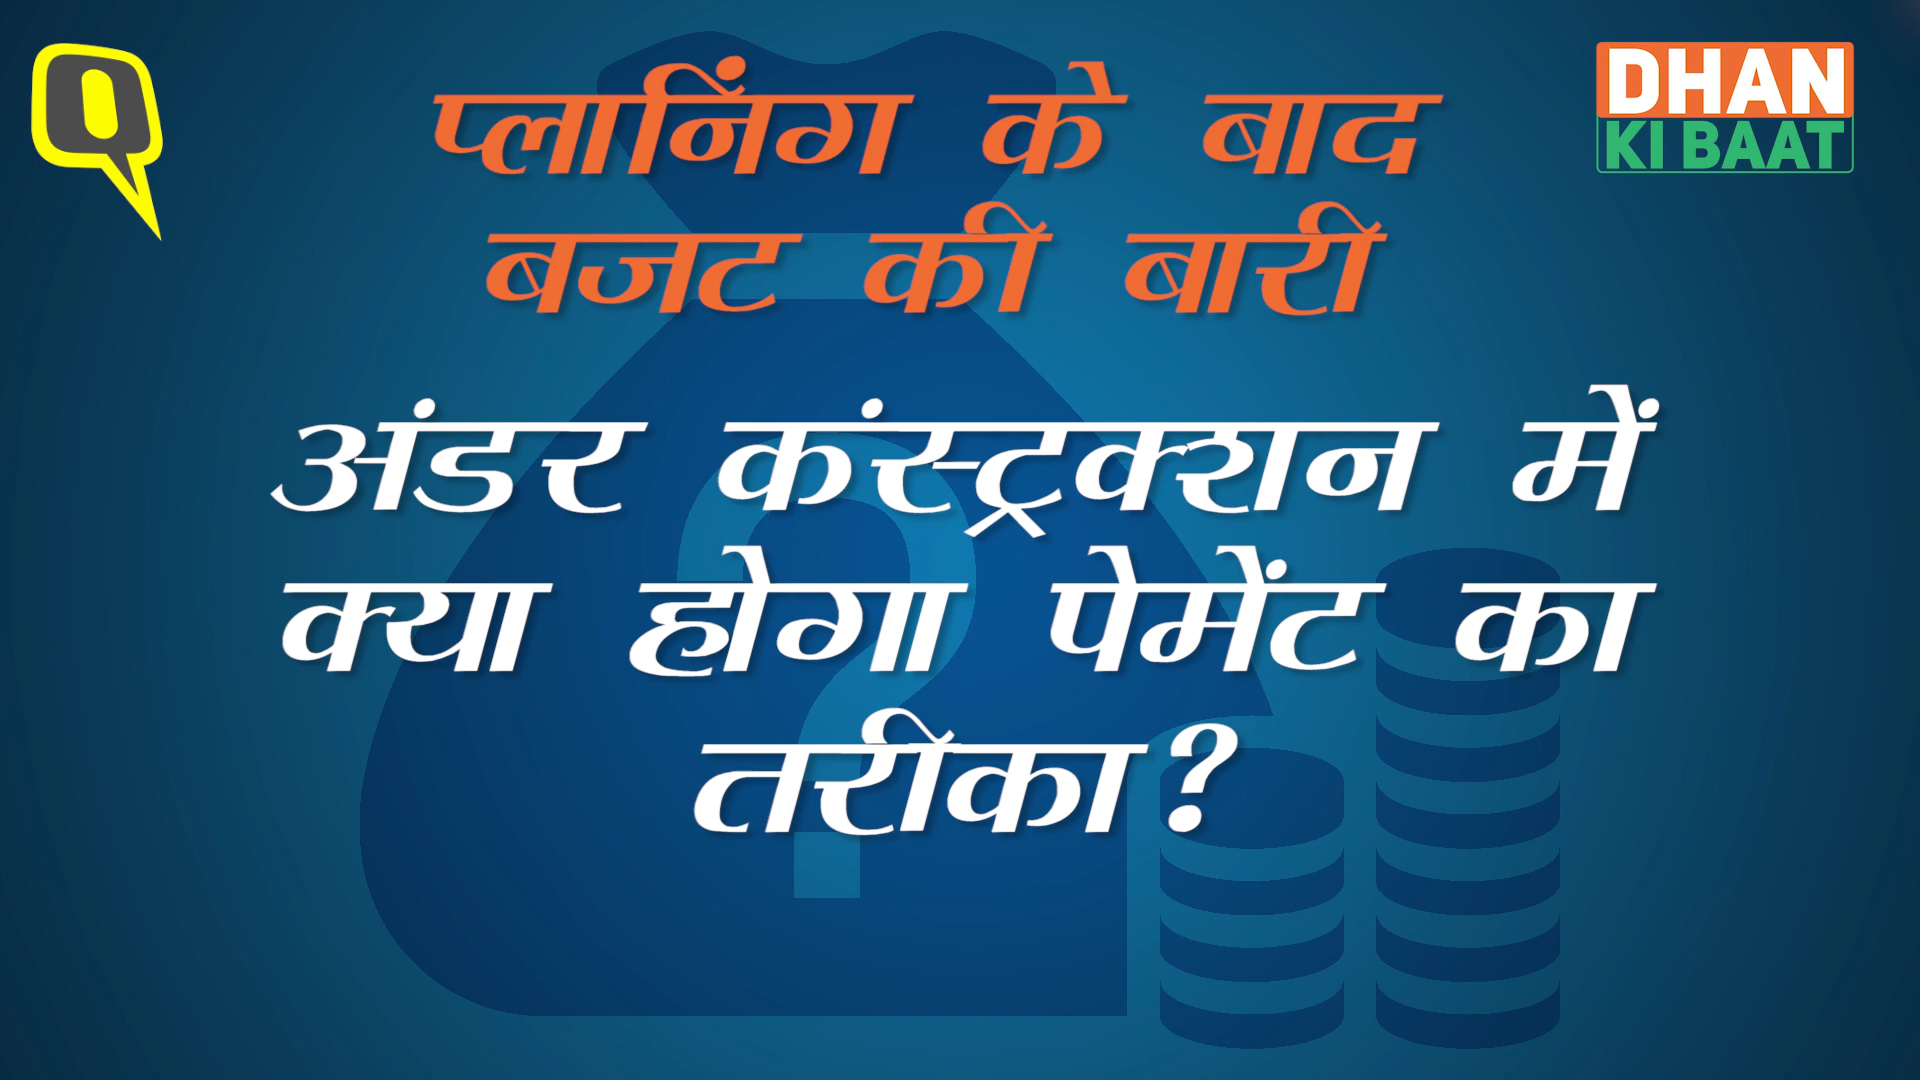 DHAN
KI BAAT
प्लानिंग के बाद
बजट की बारी
अंडर कंस्ट्रक्शन में
क्या होगा पेमेंट का
तरीका?